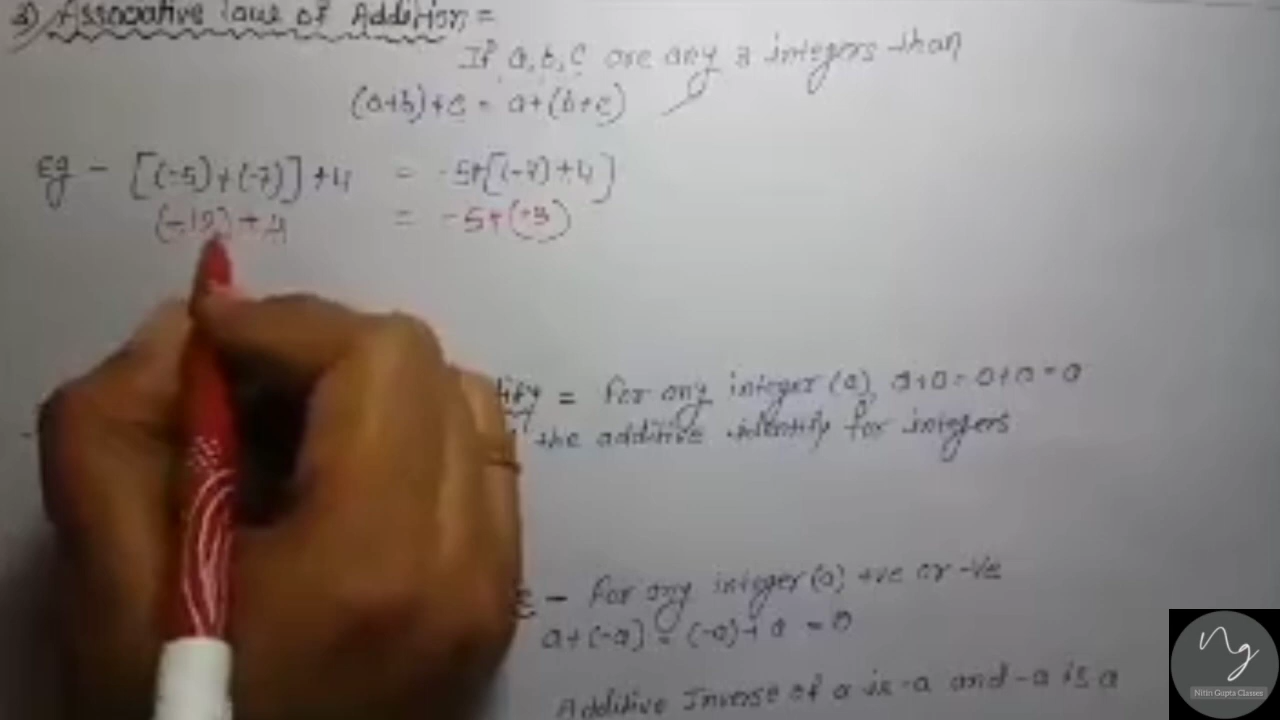 3) Associative laws of Addition =
If a, b, c are any 3 integers than
(a+b)+c = a+(b+c)
Eg - [(-5)+(-7)]+4 = -5+[(-7)+4]
(-12)+4 = -5+(-3)
= for any integer (a), a+0=0+a=a
the additive identity for integers
- for any integer (a) +ve or -ve
a+(-a) = (-a)+a = 0
Additive Inverse of a is -a and -a is a
Ng
Nitin Gupta Classes